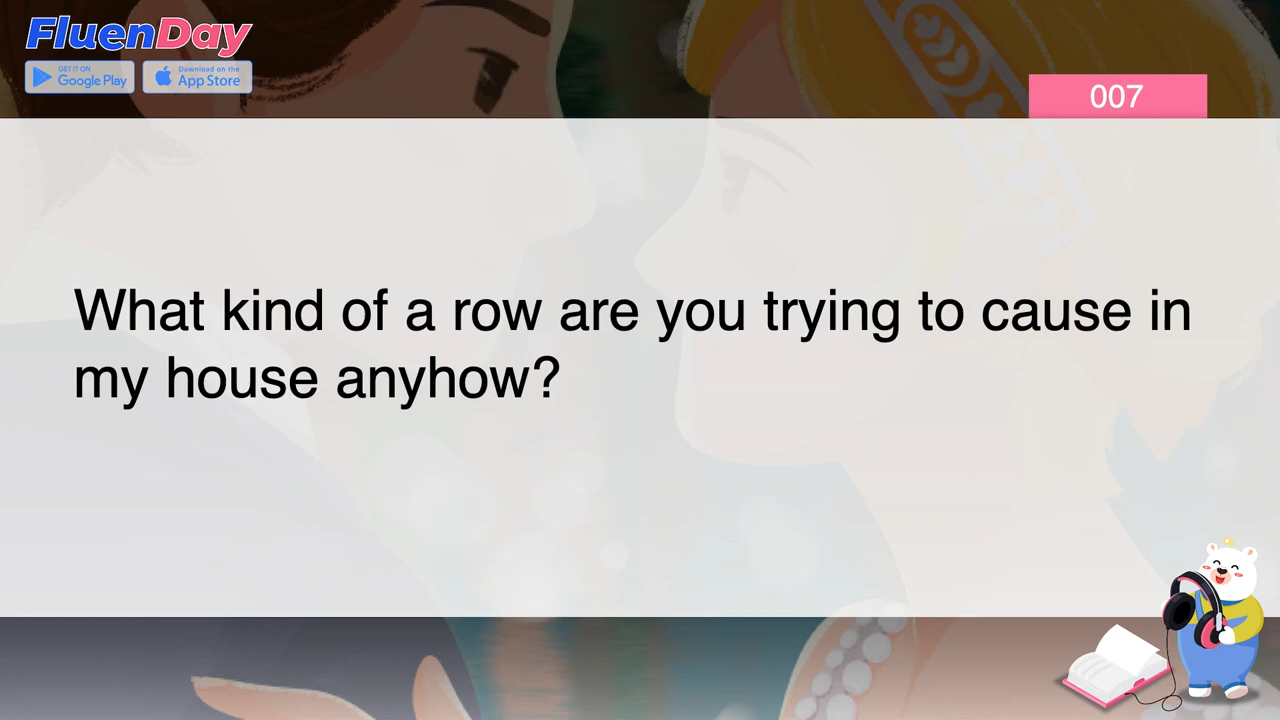 FluenDay
GET IT ON
Google Play
Download on the
App Store
007
What kind of a row are you trying to cause in
my house anyhow?